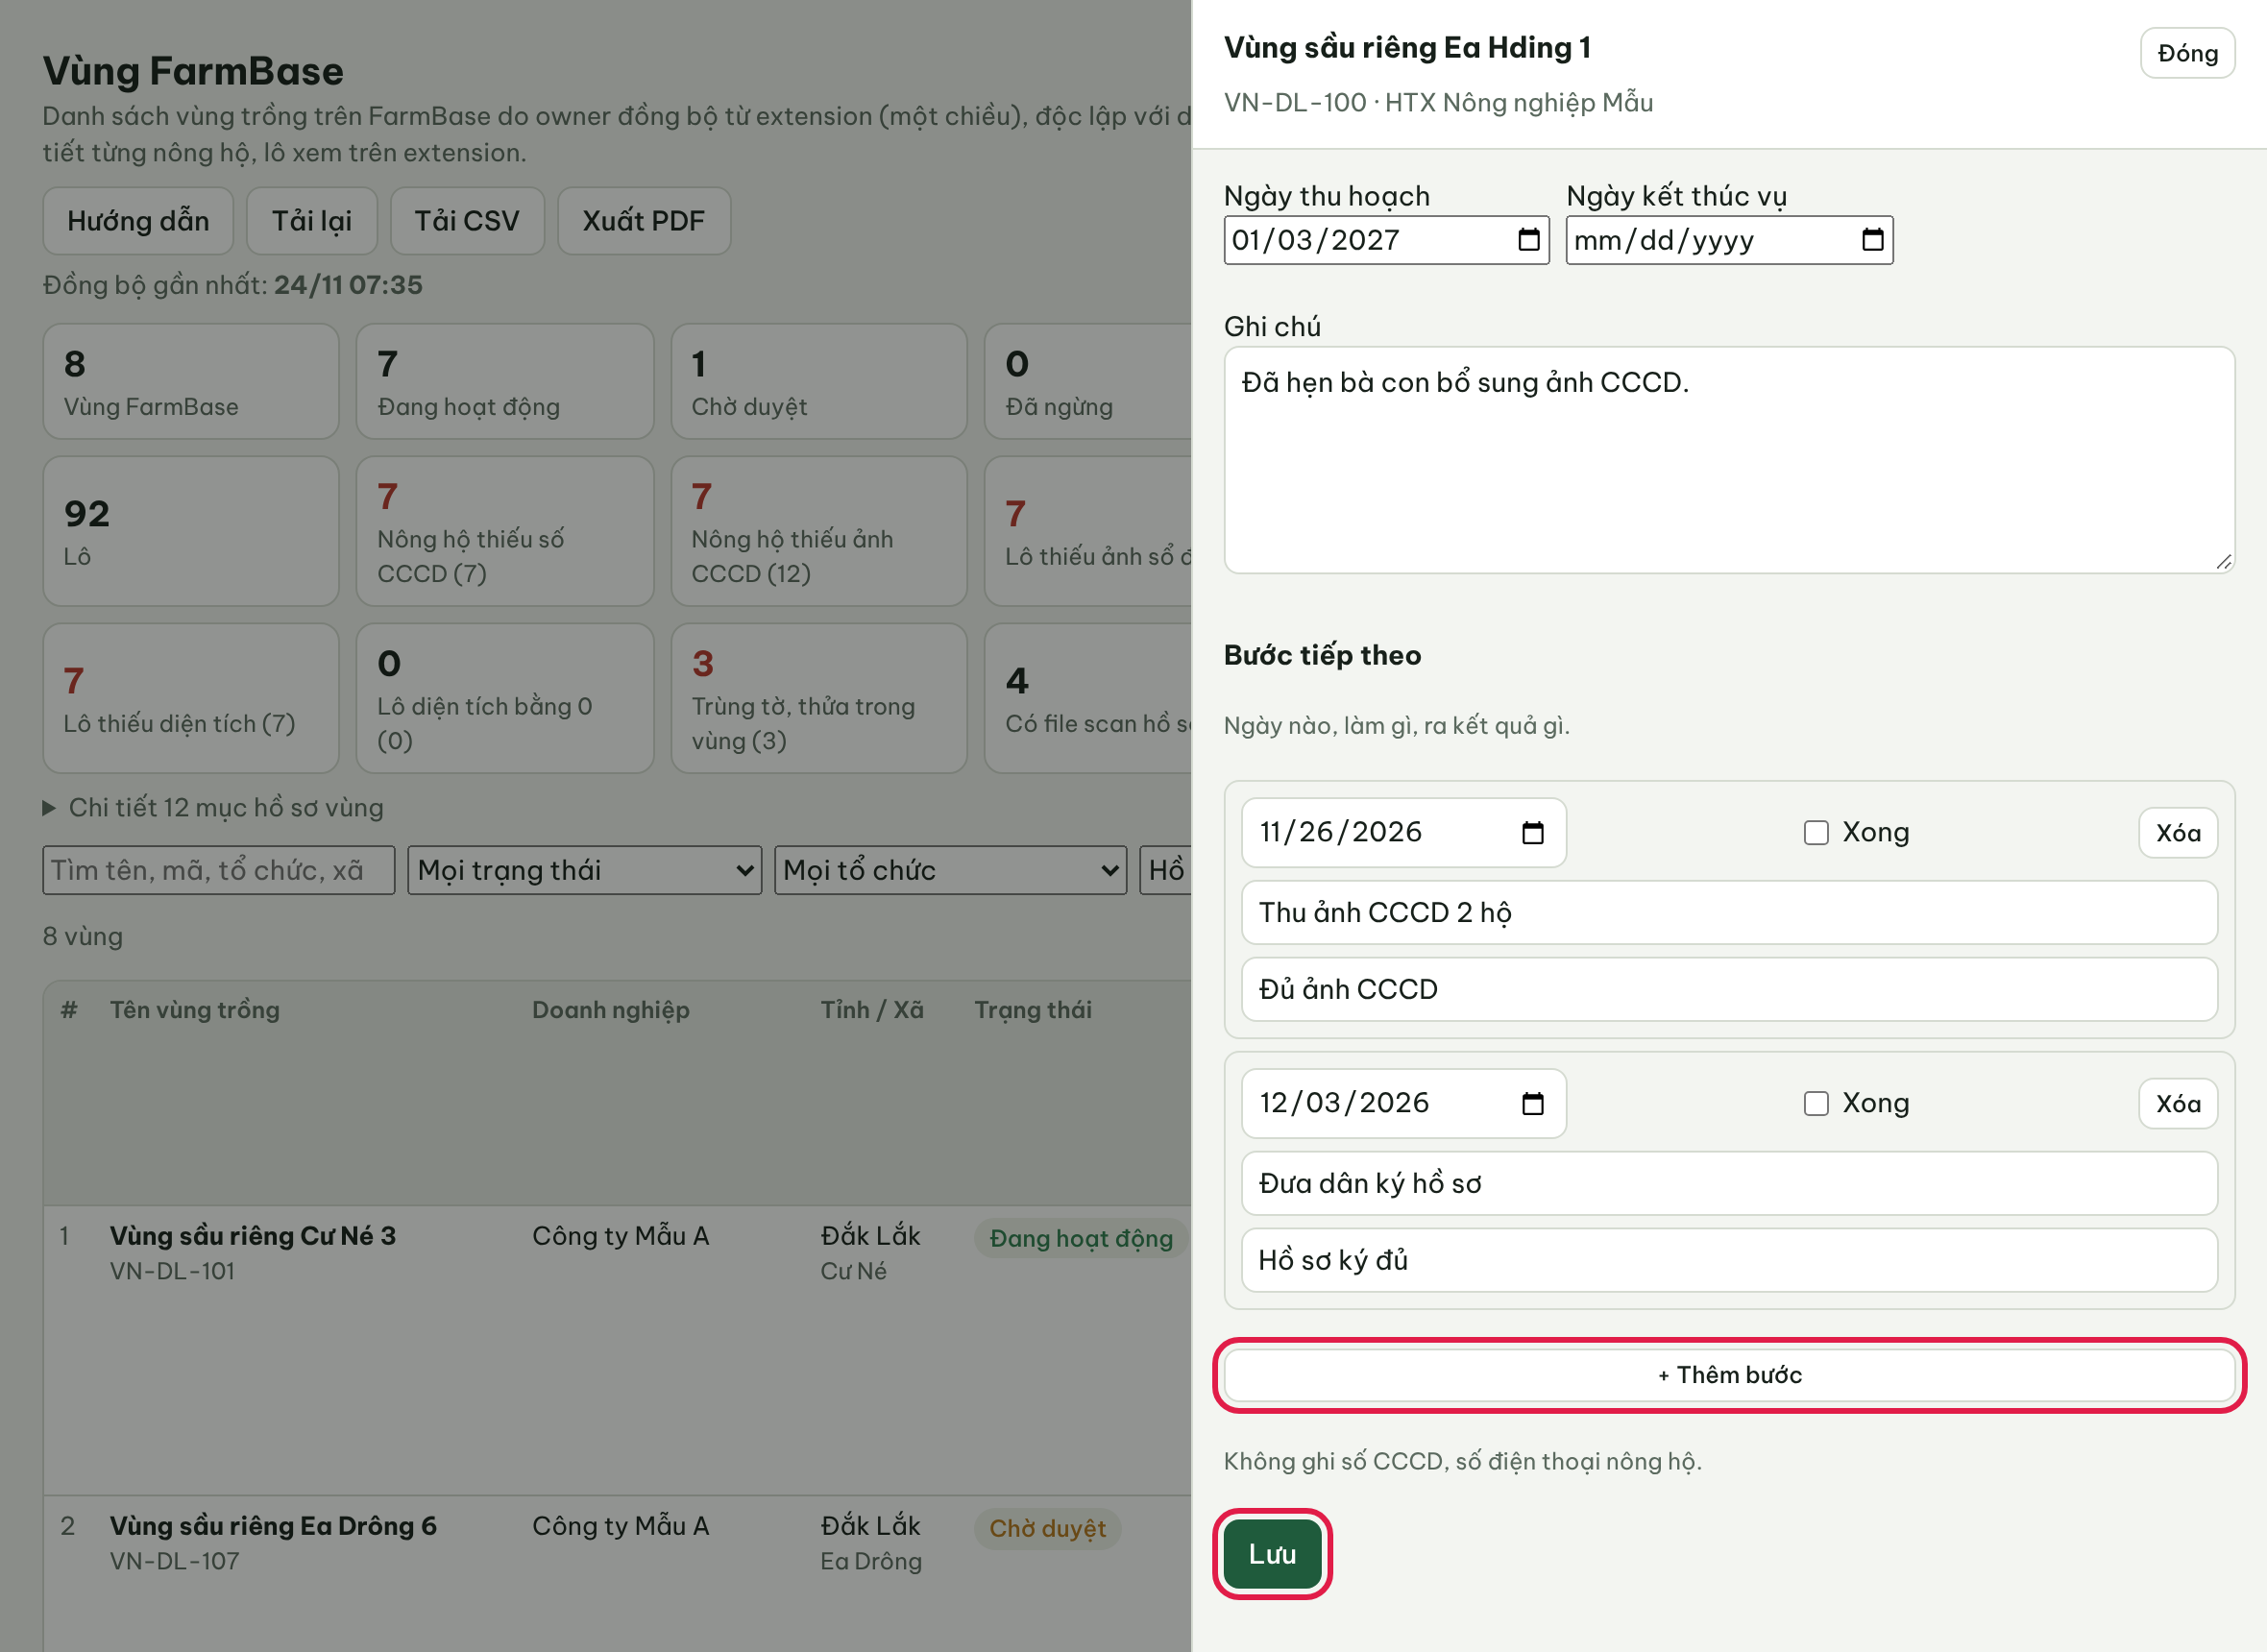 Vùng FarmBase
Danh sách vùng trồng trên FarmBase do owner đồng bộ từ extension (một chiều), độc lập với
tiết từng nông hộ, lô xem trên extension.
Hướng dẫn
Tải lại
Tải CSV
Xuất PDF
Đồng bộ gần nhất: 24/11 07:35
8
Vùng FarmBase
7
Đang hoạt động
1
Chờ duyệt
0
Đã ngừng
92
Lô
7
Nông hộ thiếu số
CCCD (7)
7
Nông hộ thiếu ảnh
CCCD (12)
7
Lô thiếu ảnh sổ
7
Lô thiếu diện tích (7)
0
Lô diện tích bằng 0
(0)
3
Trùng tờ, thửa trong
vùng (3)
4
Có file scan hồ
Chi tiết 12 mục hồ sơ vùng
Tìm tên, mã, tổ chức, xã
Mọi trạng thái
Mọi tổ chức
Hồ
8 vùng
# Tên vùng trồng Doanh nghiệp Tỉnh / Xã Trạng thái
1 Vùng sầu riêng Cư Né 3 Công ty Mẫu A Đắk Lắk Đang hoạt động
VN-DL-101 Cư Né
2 Vùng sầu riêng Ea Drông 6 Công ty Mẫu A Đắk Lắk Chờ duyệt
VN-DL-107 Ea Drông
Vùng sầu riêng Ea Hding 1
Đóng
VN-DL-100 · HTX Nông nghiệp Mẫu
Ngày thu hoạch Ngày kết thúc vụ
01/03/2027 mm/dd/yyyy
Ghi chú
Đã hẹn bà con bổ sung ảnh CCCD.
Bước tiếp theo
Ngày nào, làm gì, ra kết quả gì.
11/26/2026 Xong Xóa
Thu ảnh CCCD 2 hộ
Đủ ảnh CCCD
12/03/2026 Xong Xóa
Đưa dân ký hồ sơ
Hồ sơ ký đủ
+ Thêm bước
Không ghi số CCCD, số điện thoại nông hộ.
Lưu